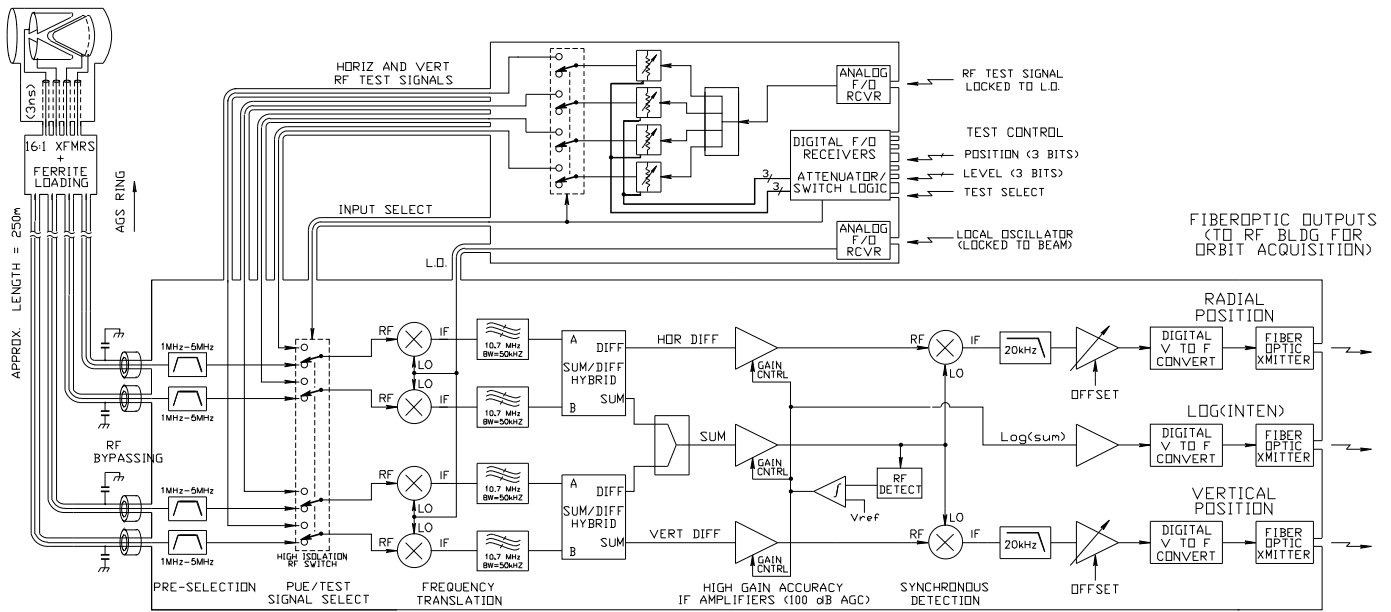 (3ns)
16:1 XFMRS
+
FERRITE
LOADING
AGS RING
APPROX. LENGTH = 250m
HORIZ AND VERT
RF TEST SIGNALS
ANALOG
F/O
RCVR
RF TEST SIGNAL
LOCKED TO L.O.
DIGITAL F/O
RECEIVERS
ATTENUATOR/
SWITCH LOGIC
3
3
TEST CONTROL
POSITION (3 BITS)
LEVEL (3 BITS)
TEST SELECT
INPUT SELECT
ANALOG
F/O
RCVR
LOCAL OSCILLATOR
(LOCKED TO BEAM)
L.O.
FIBEROPTIC OUTPUTS
(TO RF BLDG FOR
ORBIT ACQUISITION)
1MHz-5MHz
1MHz-5MHz
RF
BYPASSING
1MHz-5MHz
1MHz-5MHz
HIGH ISOLATION
RF SWITCH
RF
IF
LO
LO
RF
IF
RF
IF
LO
LO
RF
IF
10.7 MHz
BW=50kHZ
10.7 MHz
BW=50kHZ
10.7 MHz
BW=50kHZ
10.7 MHz
BW=50kHZ
A
DIFF
SUM/DIFF
HYBRID
SUM
B
A
DIFF
SUM/DIFF
HYBRID
SUM
B
HOR DIFF
SUM
VERT DIFF
GAIN
CNTRL
GAIN
CNTRL
GAIN
CNTRL
∫
Vref
RF
DETECT
RF
IF
LO
LO
RF
IF
20kHz
OFFSET
Log(sum)
20kHz
OFFSET
RADIAL
POSITION
DIGITAL
V TO F
CONVERT
FIBER
OPTIC
XMITTER
LOG(INTEN)
DIGITAL
V TO F
CONVERT
FIBER
OPTIC
XMITTER
VERTICAL
POSITION
DIGITAL
V TO F
CONVERT
FIBER
OPTIC
XMITTER
PRE-SELECTION
PUE/TEST
SIGNAL SELECT
FREQUENCY
TRANSLATION
HIGH GAIN ACCURACY
IF AMPLIFIERS (100 dB AGC)
SYNCHRONOUS
DETECTION